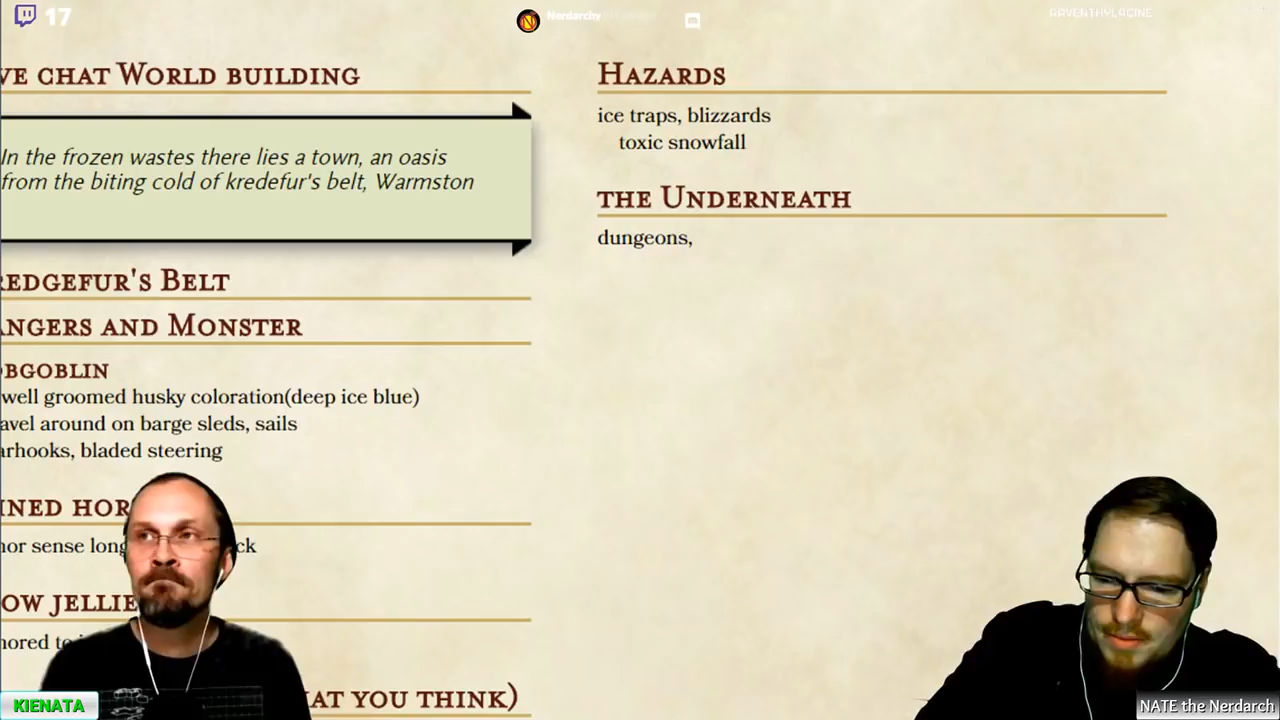 17
Nerdarchy
RAVENTHYLACINE
VE CHAT WORLD BUILDING
In the frozen wastes there lies a town, an oasis
from the biting cold of kredefur's belt, Warmston
REDGEFUR'S BELT
ANGERS AND MONSTER
OBGOBLIN
well groomed husky coloration(deep ice blue)
avel around on barge sleds, sails
arhooks, bladed steering
INED HOR
mor sense long ck
OW JELLIE
hored to
AT YOU THINK)
HAZARDS
ice traps, blizzards
toxic snowfall
THE UNDERNEATH
dungeons,
KIENATA
NATE the Nerdarch